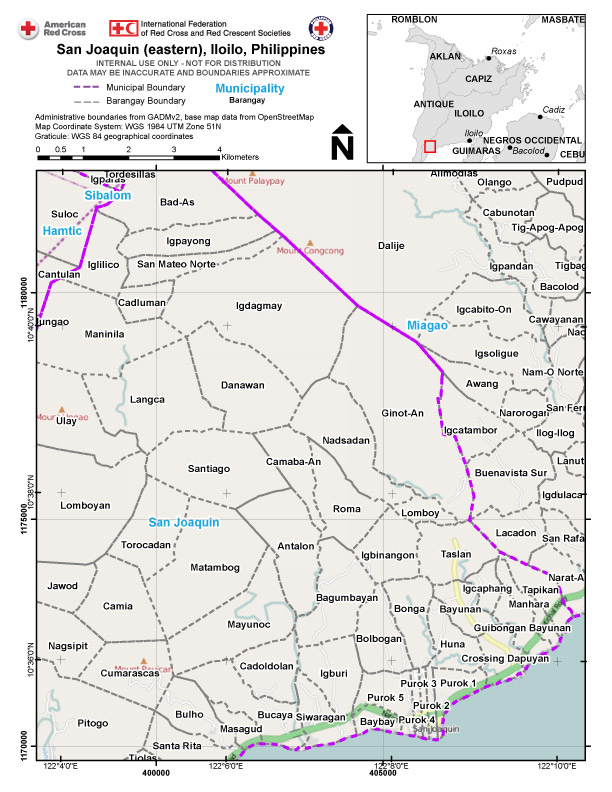 American Red Cross
International Federation of Red Cross and Red Crescent Societies
San Joaquin (eastern), Iloilo, Philippines
INTERNAL USE ONLY - NOT FOR DISTRIBUTION
DATA MAY BE INACCURATE AND BOUNDARIES APPROXIMATE
Municipal Boundary
Municipality
Barangay Boundary
Barangay
Administrative boundaries from GADMv2, base map data from OpenStreetMap
Map Coordinate System: WGS 1984 UTM Zone 51N
Graticule: WGS 84 geographical coordinates
0 0.5 1 2 3 4
Kilometers
N
ROMBLON
MASBATE
Roxas
AKLAN
CAPIZ
ANTIQUE
ILOILO
Cadiz
Iloilo
NEGROS OCCIDENTAL
GUIMARAS
Bacolod
CEBU
Tordesillas
Igparas
Sibalom
Mount Palaypay
Alimodias
Olango
Pudpud
Suloc
Bad-As
Cabunotan
Hamtic
Tig-Apog-Apog
Igpayong
Mount Congcong
Dalije
Iglilico
San Mateo Norte
Igpandan
Tigbag
Cantulan
Bacolod
Cadluman
Igdagmay
Igcabito-On
Miagao
Cawayanan
ungao
Maninila
Nac
Igsoligue
Nam-O Norte
Danawan
Awang
Langca
Ginot-An
San Fern
Narorogan
Ulay
Igcatambor
Ilog-Ilog
Nadsadan
Camaba-An
Lanut
Santiago
Buenavista Sur
Igdulaca
Lomboyan
Roma
Lomboy
San Joaquin
Lacadon
San Rafa
Torocadan
Antalon
Igbinangon
Taslan
Matambog
Narat-A
Jawod
Igcaphang
Tapikan
Bagumbayan
Camia
Bonga
Bayunan
Manhara
Mayunoc
Guibongan Bayunan
Bolbogan
Nagsipit
Huna
Crossing Dapuyan
Cadoldolan
Cumarascas
Igburi
Purok 3
Purok 1
Purok 5
Purok 2
Bulho
Bucaya
Siwaragan
Pitogo
Baybay
Purok 4
Masagud
San Joaquin
Santa Rita
Tiolas
1180000
10°40'0"N
10°38'0"N
1175000
10°36'0"N
1170000
122°4'0"E
122°6'0"E
122°8'0"E
122°10'0"E
400000
405000